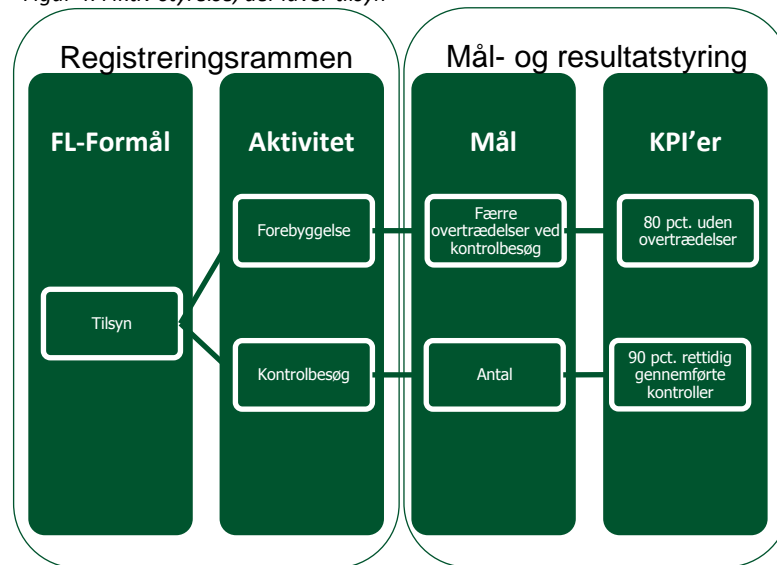 Registreringsrammen
Mål- og resultatstyring
FL-Formål
Aktivitet
Mål
KPI'er
Forebyggelse
Færre
overtrædelser ved
kontrolbesøg
80 pct. uden
overtrædelser
Tilsyn
Kontrolbesøg
Antal
90 pct. rettidig
gennemførte
kontroller